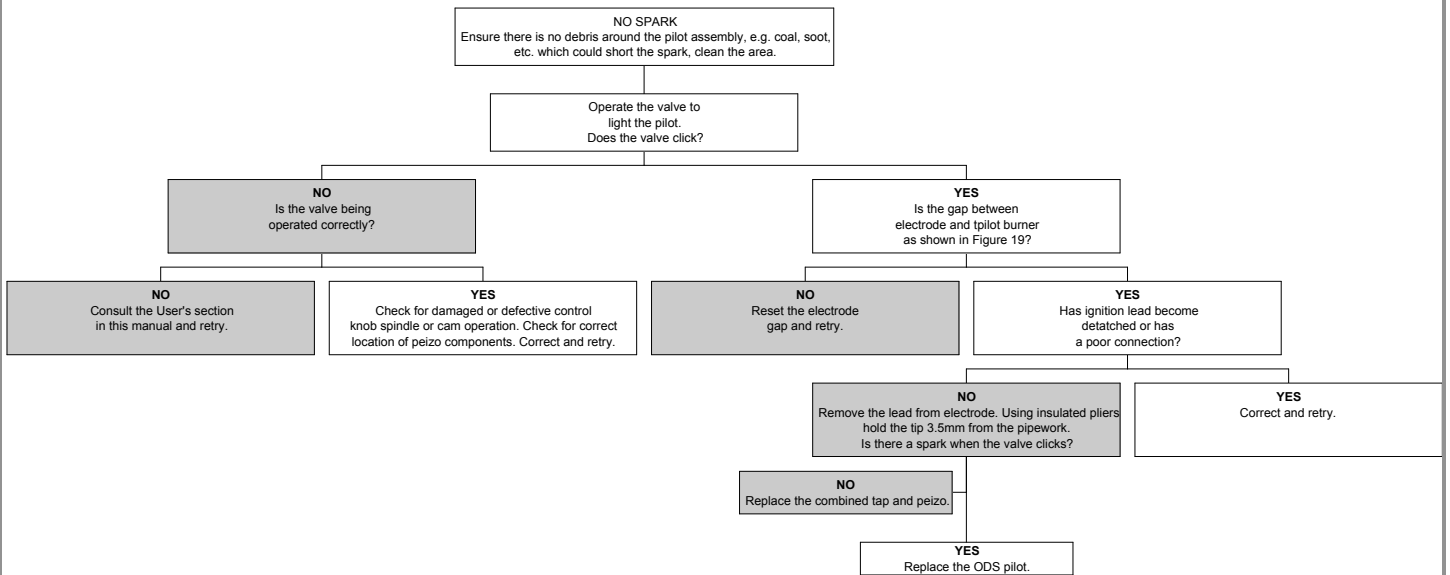 NO SPARK
Ensure there is no debris around the pilot assembly, e.g. coal, soot,
etc. which could short the spark, clean the area.
Operate the valve to
light the pilot.
Does the valve click?
NO
Is the valve being
operated correctly?
YES
Is the gap between
electrode and tpilot burner
as shown in Figure 19?
NO
Consult the User's section
in this manual and retry.
YES
Check for damaged or defective control
knob spindle or cam operation. Check for correct
location of peizo components. Correct and retry.
NO
Reset the electrode
gap and retry.
YES
Has ignition lead become
detatched or has
a poor connection?
NO
Remove the lead from electrode. Using insulated pliers
hold the tip 3.5mm from the pipework.
Is there a spark when the valve clicks?
YES
Correct and retry.
NO
Replace the combined tap and peizo.
YES
Replace the ODS pilot.